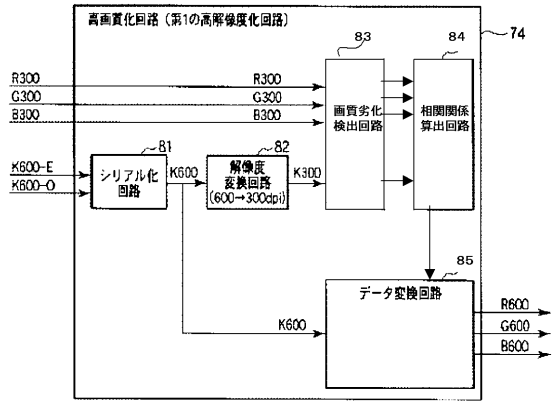 高画質化回路(第1の高解像度化回路)
74
83
84
R300
R300
G300
G300
B300
B300
画質劣化
検出回路
相関関係
算出回路
81
82
K600-E
K600-O
シリアル化
回路
K600
解像度
変換回路
(600→300dpi)
K300
85
データ変換回路
K600
R600
G600
B600